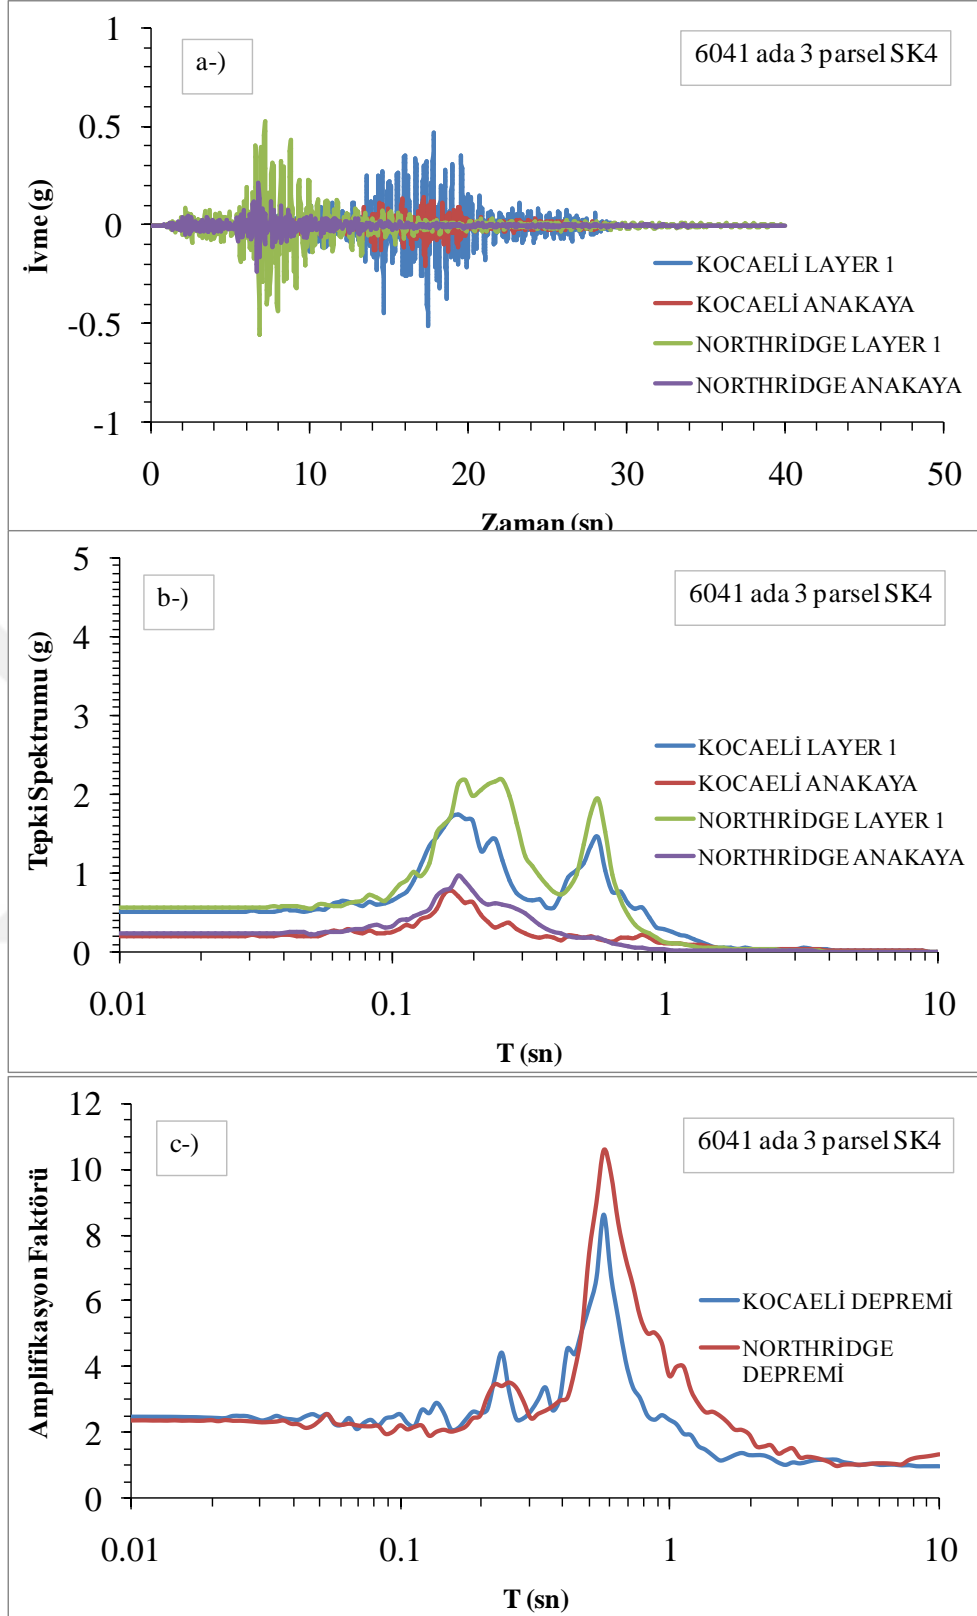 a-)
6041 ada 3 parsel SK4
1
0.5
0
-0.5
-1
İvme (g)
KOCAELİ LAYER 1
KOCAELİ ANAKAYA
NORTHRİDGE LAYER 1
NORTHRİDGE ANAKAYA
0 10 20 30 40 50
Zaman (sn)
b-)
6041 ada 3 parsel SK4
5
4
3
2
1
0
Tepki Spektrumu (g)
KOCAELİ LAYER 1
KOCAELİ ANAKAYA
NORTHRİDGE LAYER 1
NORTHRİDGE ANAKAYA
0.01 0.1 1 10
T (sn)
c-)
6041 ada 3 parsel SK4
12
10
8
6
4
2
0
Amplifikasyon Faktörü
KOCAELİ DEPREMİ
NORTHRİDGE
DEPREMİ
0.01 0.1 1 10
T (sn)